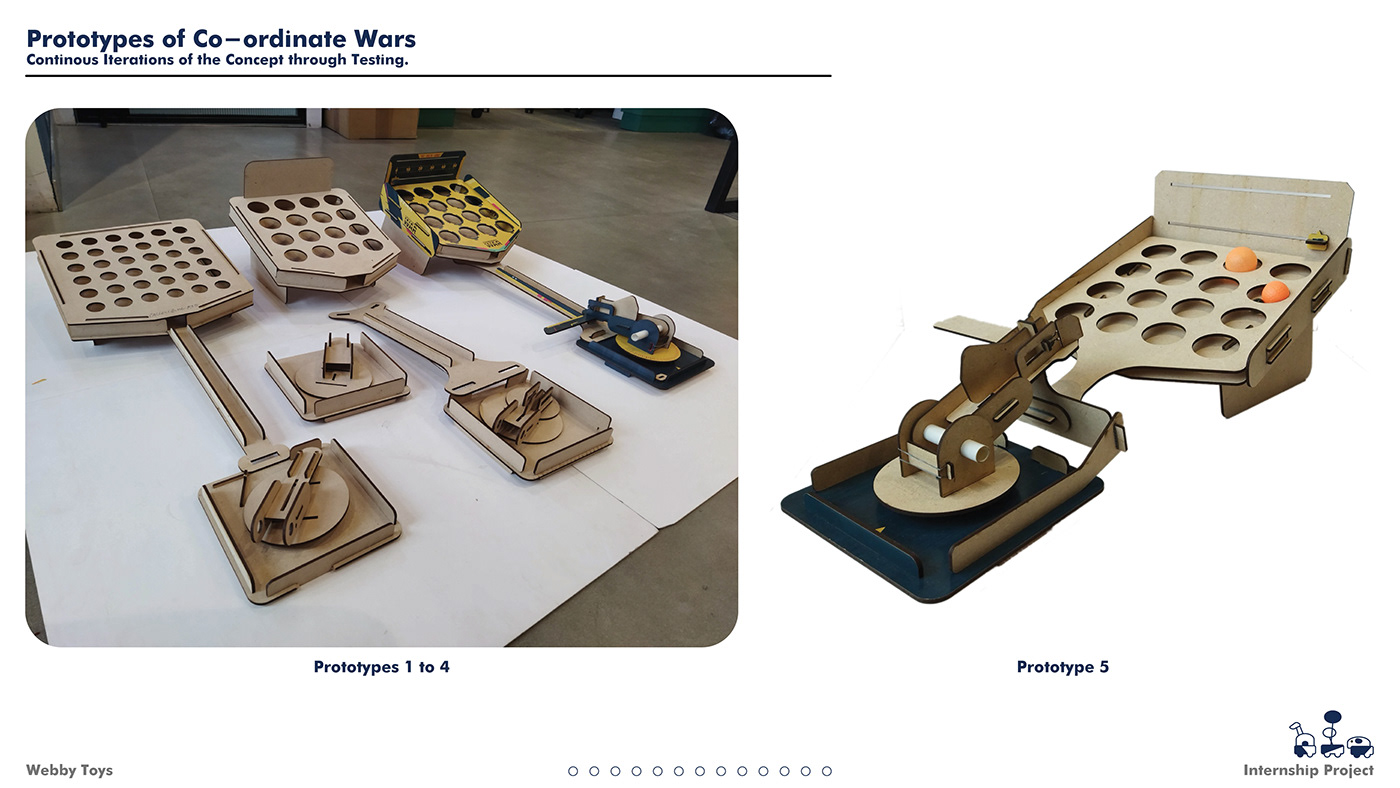 Prototypes of Co–ordinate Wars
Continous Iterations of the Concept through Testing.
Prototypes 1 to 4
Prototype 5
Webby Toys
Internship Project